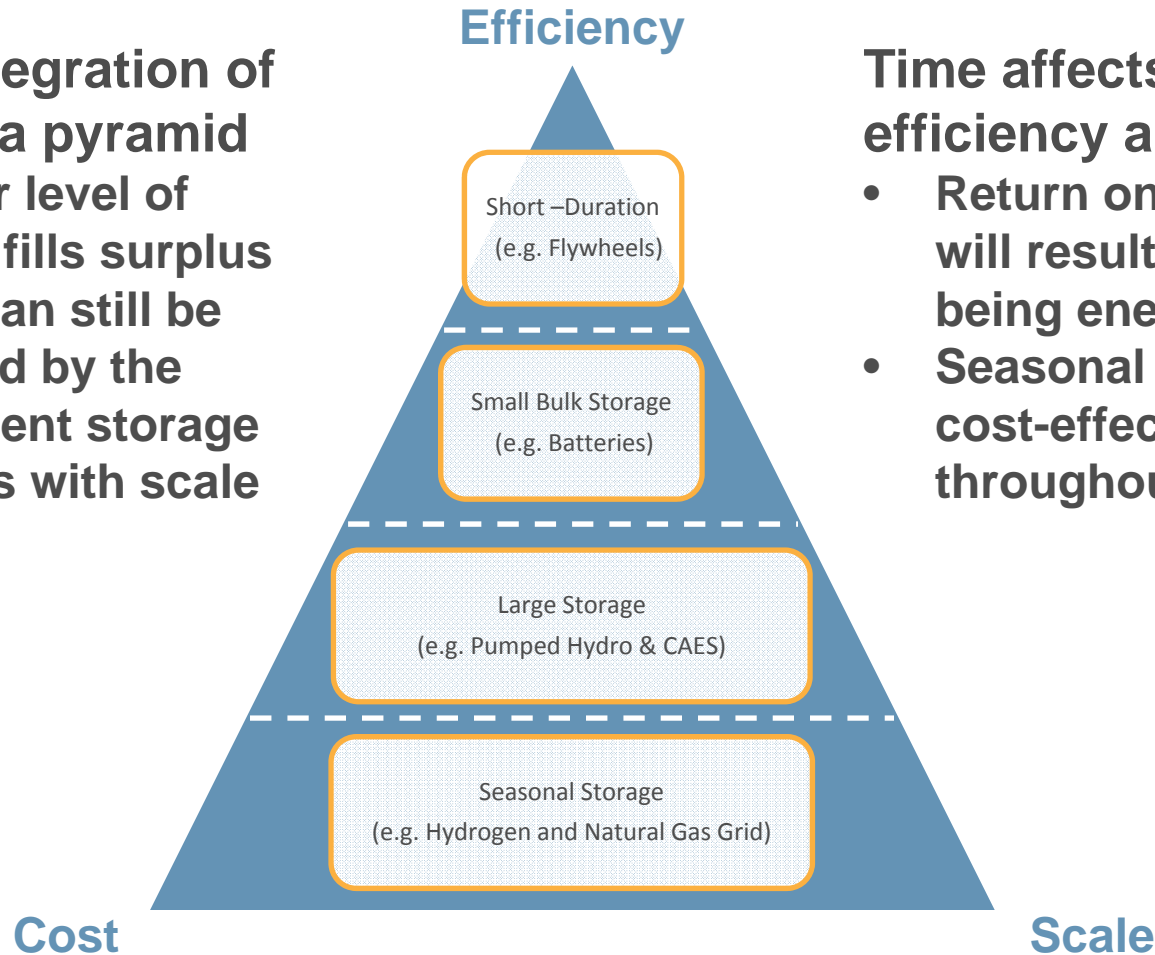 Efficiency
egration of
a pyramid
r level of
fills surplus
an still be
d by the
ent storage
s with scale
Short –Duration
(e.g. Flywheels)
Small Bulk Storage
(e.g. Batteries)
Large Storage
(e.g. Pumped Hydro & CAES)
Seasonal Storage
(e.g. Hydrogen and Natural Gas Grid)
Time affects
efficiency a
• Return on
will result
being ene
• Seasonal
cost-effec
throughou
Cost
Scale